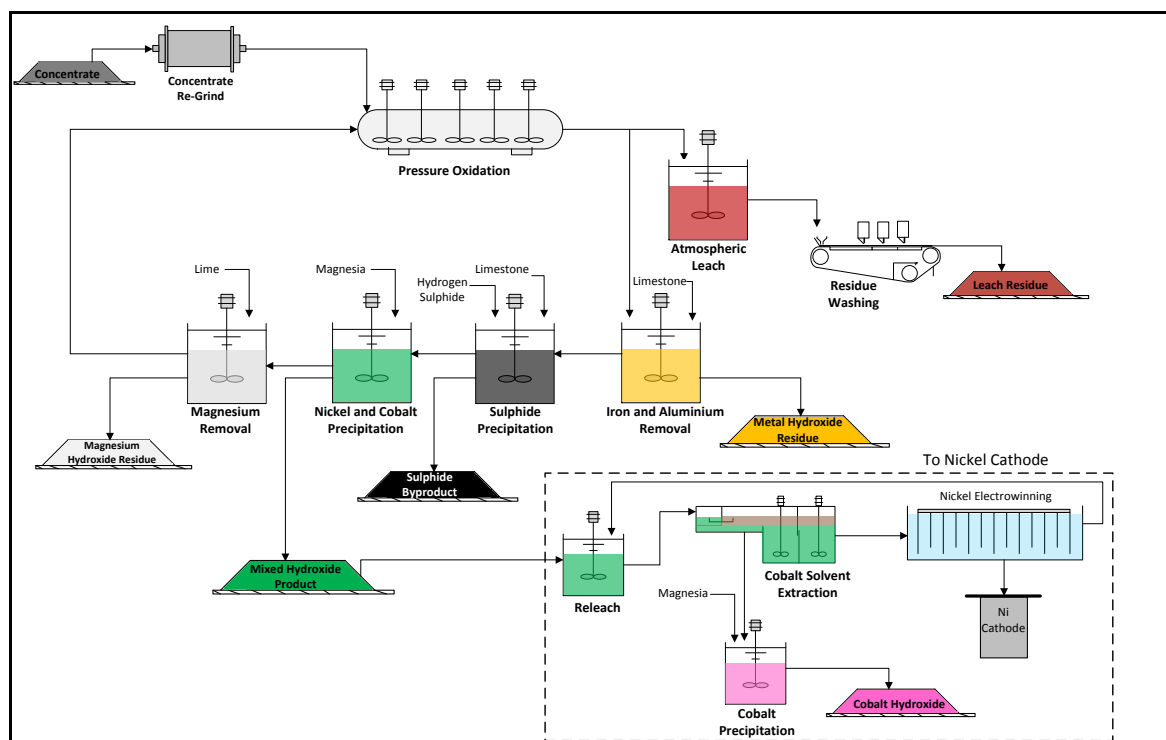 Concentrate
Concentrate
Re-Grind
Pressure Oxidation
Atmospheric
Leach
Residue
Washing
Leach Residue
Lime
Magnesia
Hydrogen
Sulphide
Limestone
Limestone
Magnesium
Removal
Nickel and Cobalt
Precipitation
Sulphide
Precipitation
Iron and Aluminium
Removal
Magnesium
Hydroxide Residue
Sulphide
Byproduct
Metal Hydroxide
Residue
To Nickel Cathode
Nickel Electrowinning
Mixed Hydroxide
Product
Releach
Cobalt Solvent
Extraction
Magnesia
Ni
Cathode
Cobalt
Precipitation
Cobalt Hydroxide